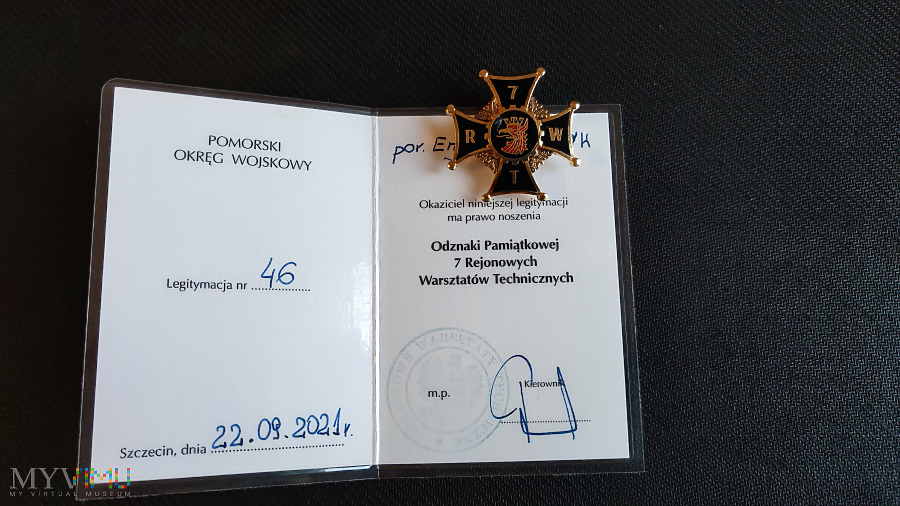 POMORSKI
OKRĘG WOJSKOWY
Legitymacja nr 46
Szczecin, dnia 22.09.2021r.
7
R W
T
por.
Okaziciel niniejszej legitymacji
ma prawo noszenia
Odznaki Pamiątkowej
7 Rejonowych
Warsztatów Technicznych
m.p.
Kierownik
MYVIMU
MY VIRTUAL MUSEUM